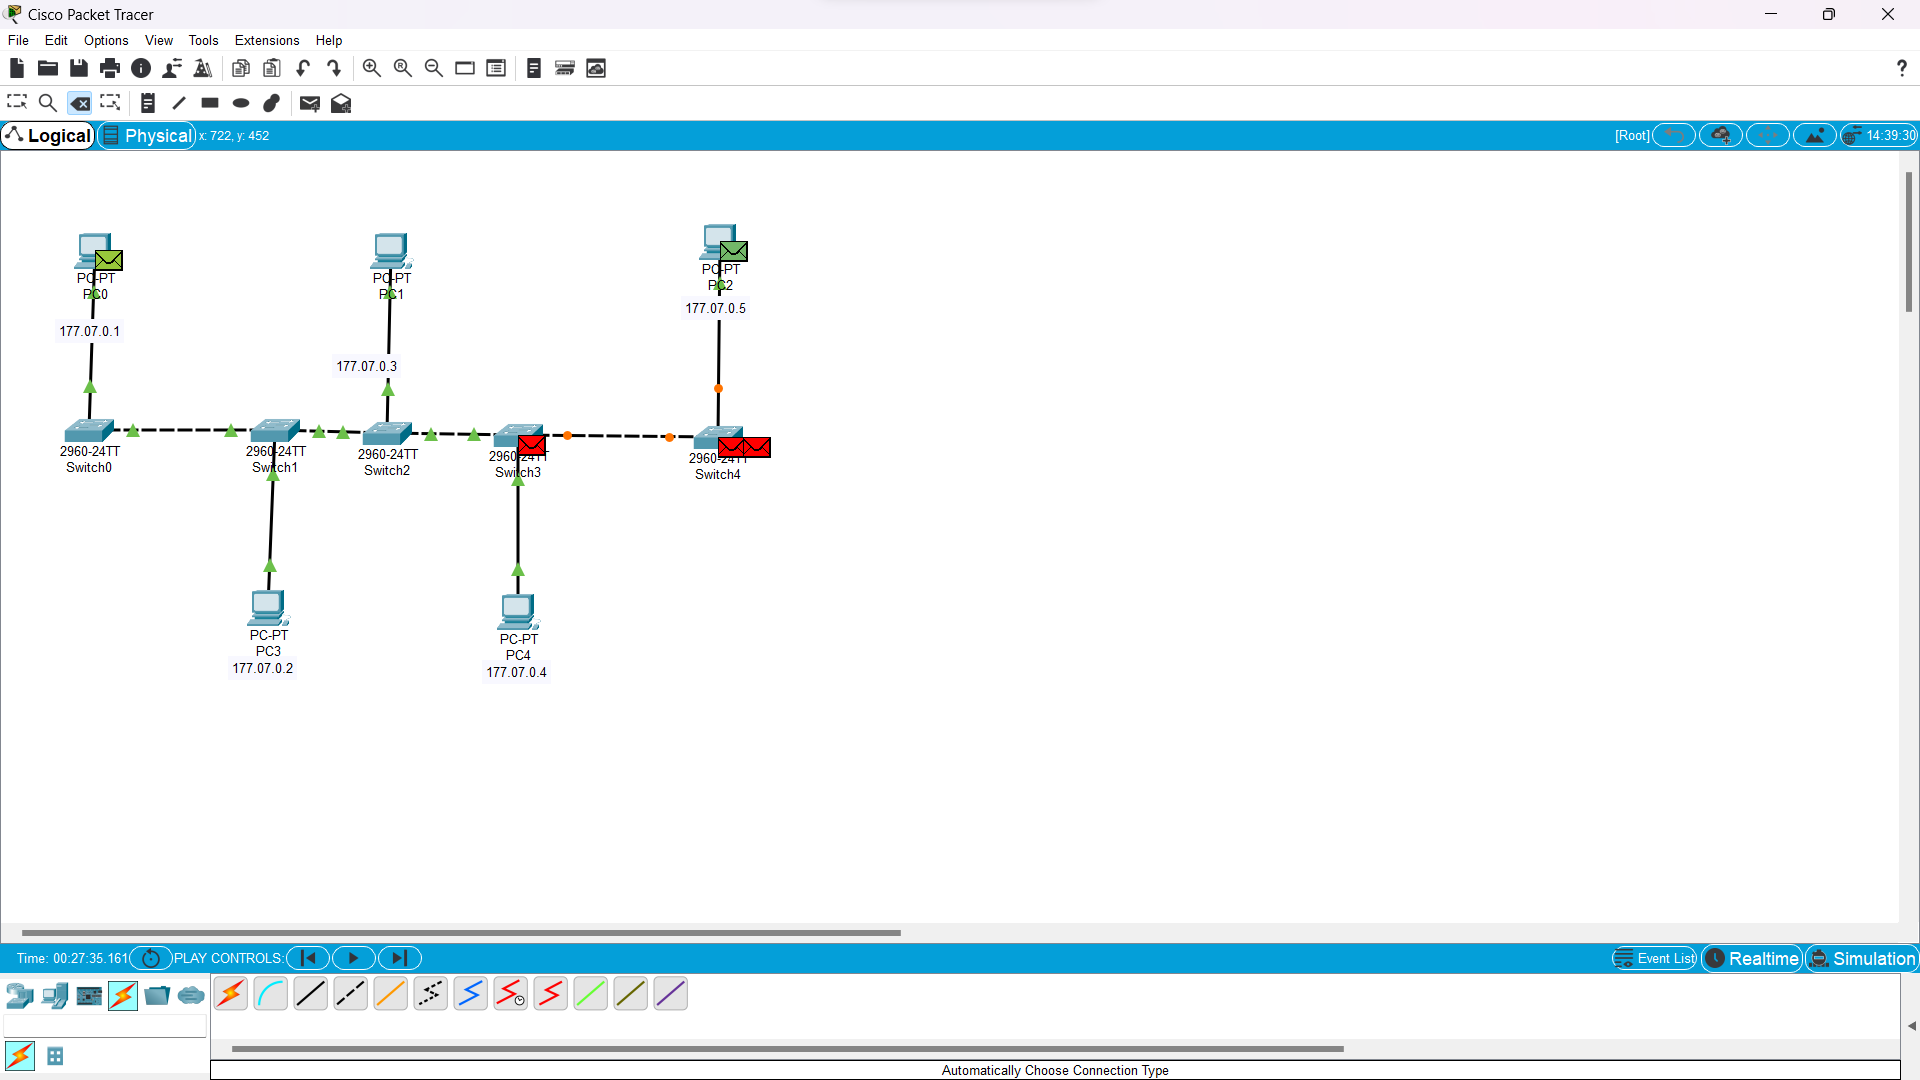 Cisco Packet Tracer
File Edit Options View Tools Extensions Help
?
Logical Physical x: 722, y: 452 [Root] 14:39:30
PC-PT
PC0
177.07.0.1
PC-PT
PC1
177.07.0.3
PC-PT
PC2
177.07.0.5
2960-24TT
Switch0
2960-24TT
Switch1
2960-24TT
Switch2
2960-24TT
Switch3
2960-24TT
Switch4
PC-PT
PC3
177.07.0.2
PC-PT
PC4
177.07.0.4
Time: 00:27:35.161 PLAY CONTROLS: Event List Realtime Simulation
Automatically Choose Connection Type